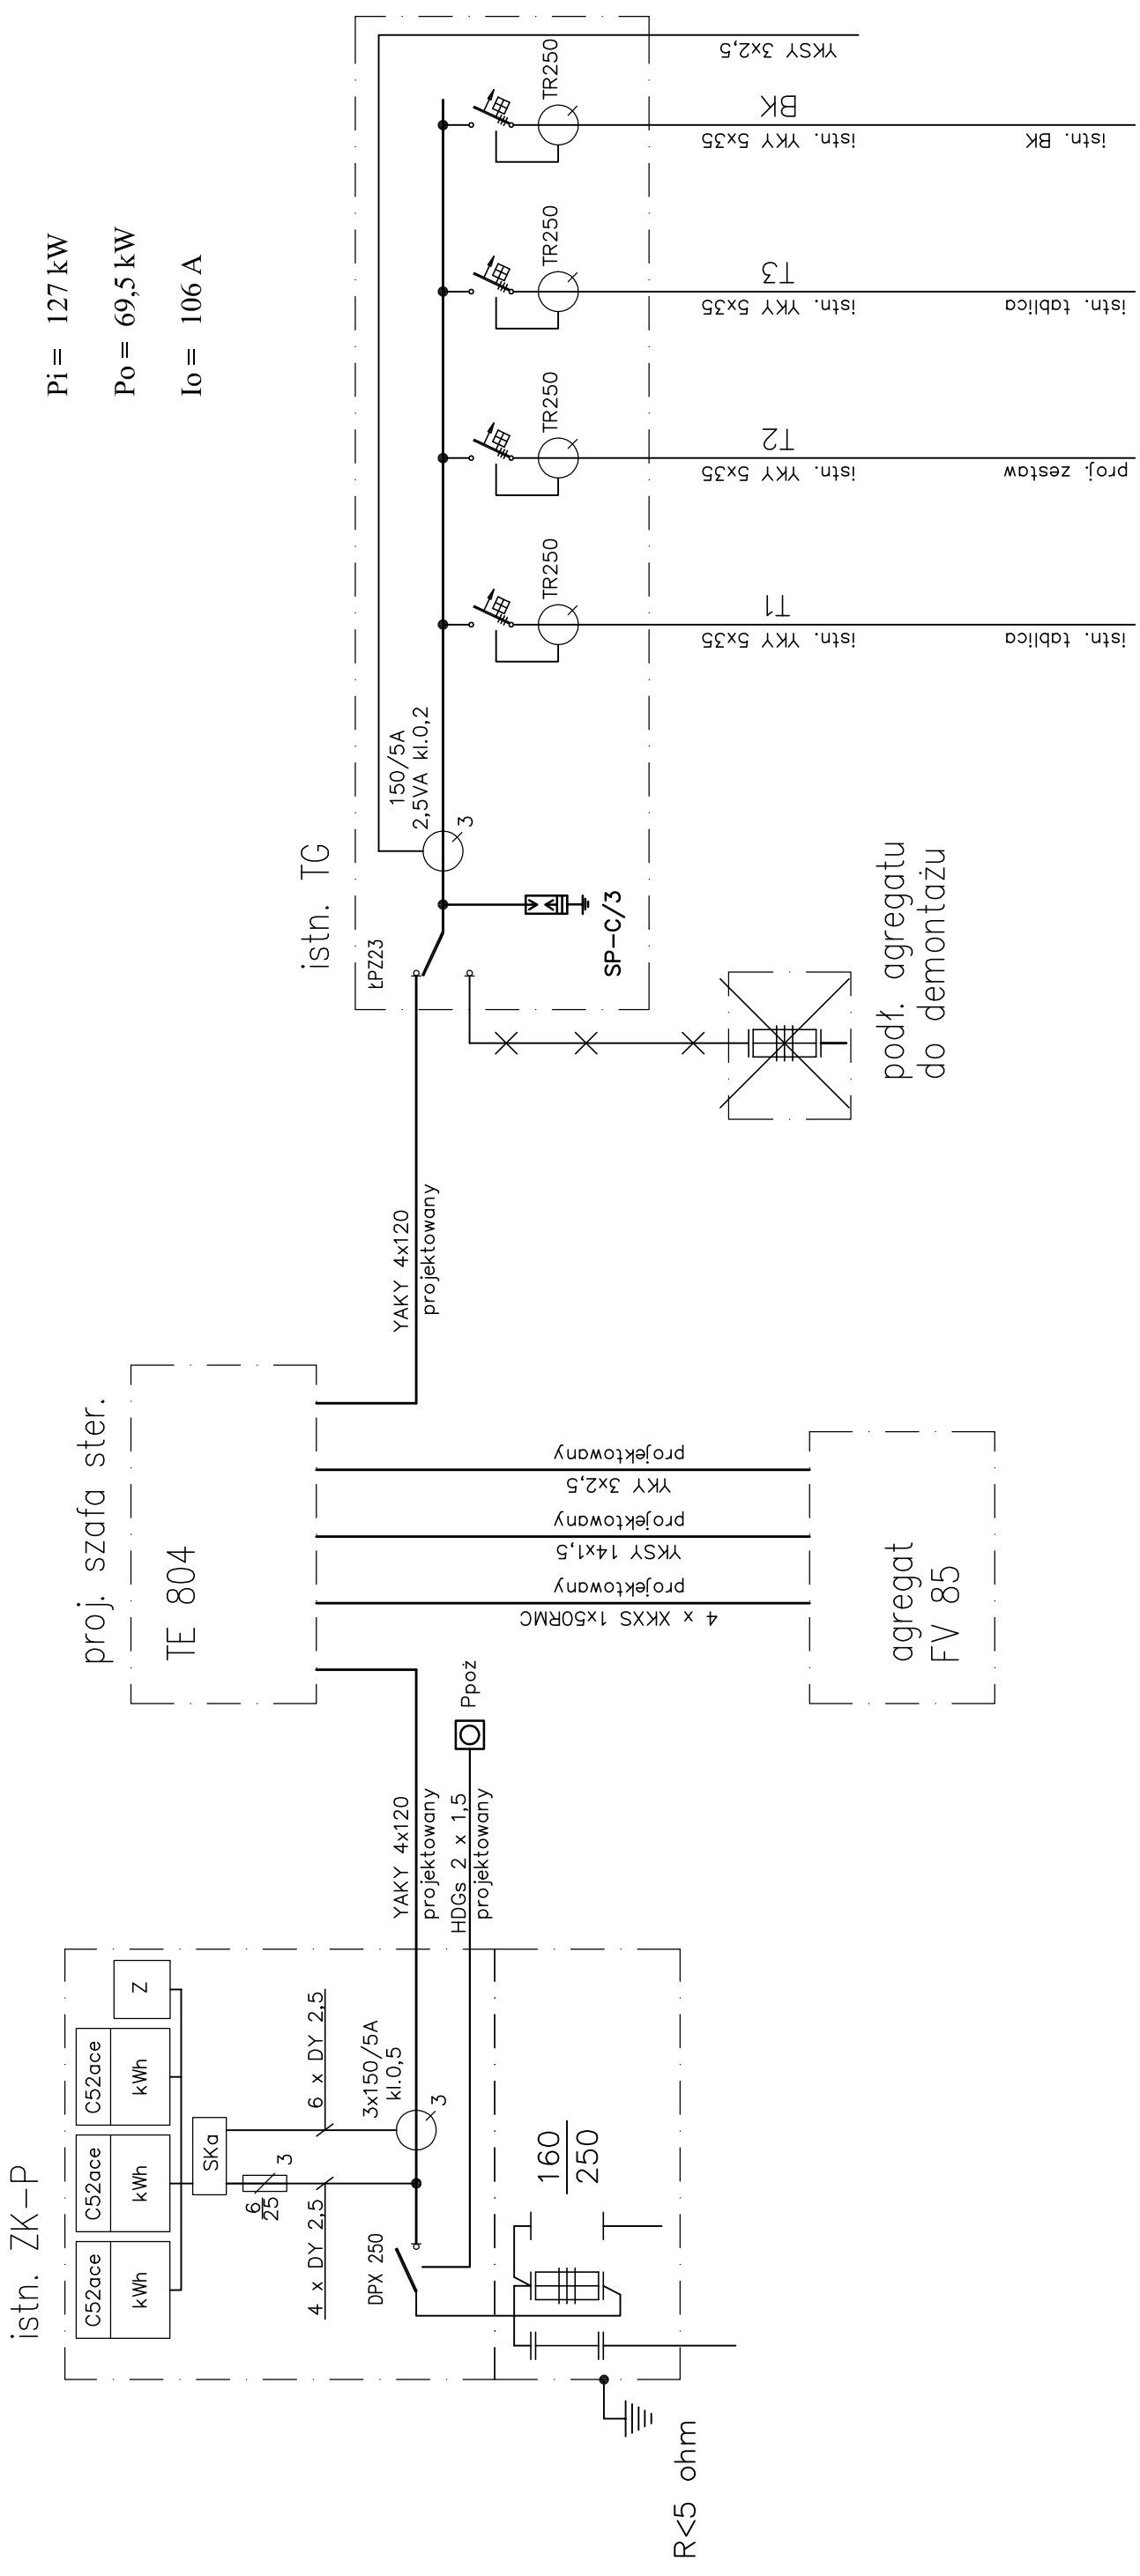 istn. ZK-P
C52ace
kWh
C52ace
kWh
C52ace
kWh
Z
SKa
6
25
3
4 x DY 2,5
6 x DY 2,5
3x150/5A
kl.0,5
3
DPX 250
160
250
R<5 ohm
YAKY 4x120
projektowany
HDGs 2 x 1,5
projektowany
Ppoż
proj. szafa ster.
TE 804
4 x XKXS 1x50RMC
projektowany
YKSY 14x1,5
projektowany
YKY 3x2,5
projektowany
agregat
FV 85
YAKY 4x120
projektowany
istn. TG
ŁPZ23
SP-C/3
podł. agregatu
do demontażu
150/5A
2,5VA kl.0,2
3
TR250
TR250
TR250
TR250
T1
istn. YKY 5x35
istn. tablica
T2
istn. YKY 5x35
proj. zestaw
T3
istn. YKY 5x35
istn. tablica
BK
istn. YKY 5x35
istn. BK
YKSY 3x2,5
Pi = 127 kW
Po = 69,5 kW
Io = 106 A